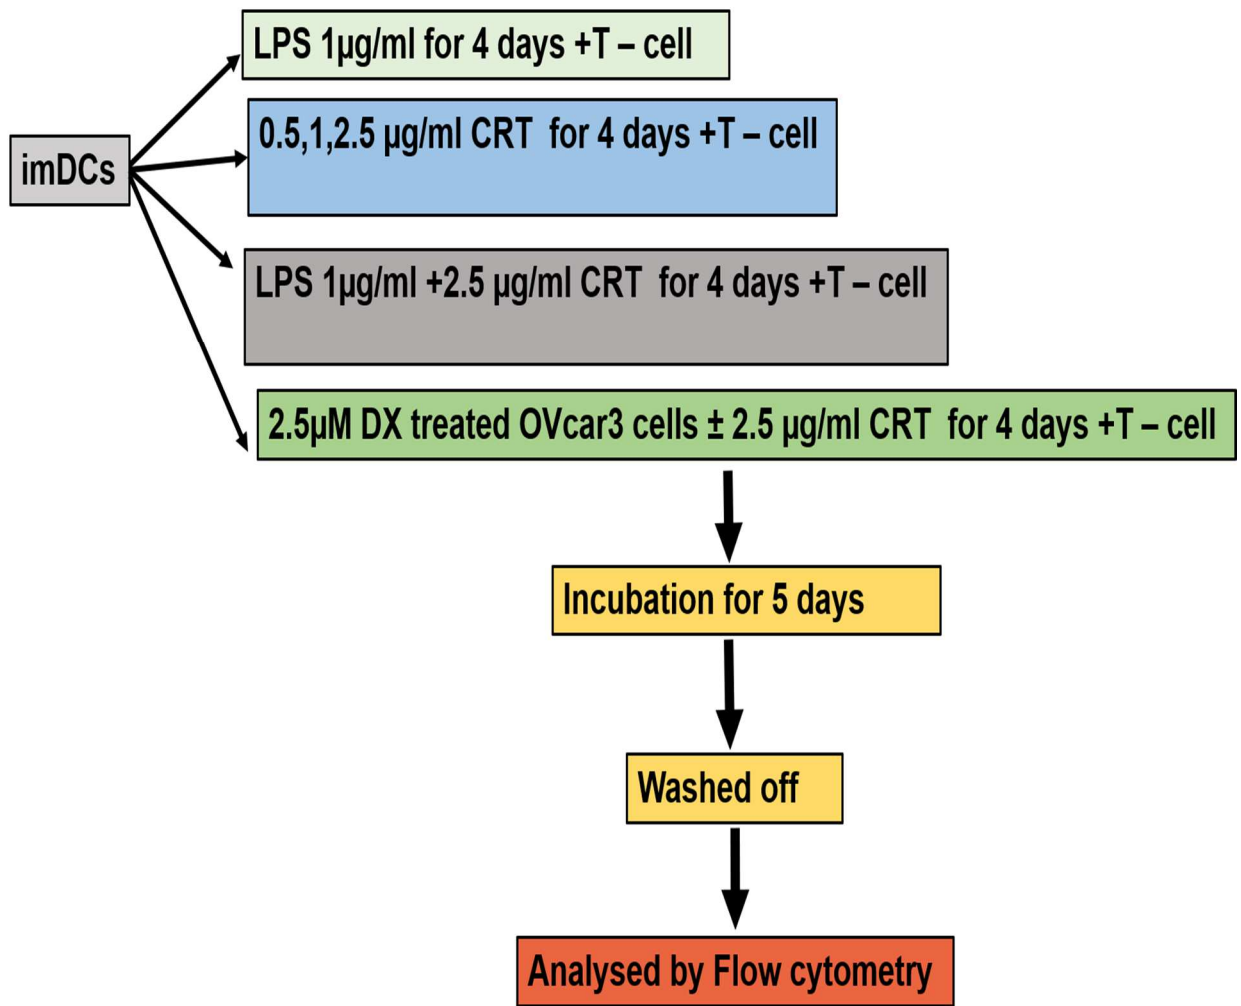 LPS 1µg/ml for 4 days +T – cell
0.5,1,2.5 µg/ml CRT for 4 days +T – cell
imDCs
LPS 1µg/ml +2.5 µg/ml CRT for 4 days +T – cell
2.5µM DX treated OVcar3 cells ± 2.5 µg/ml CRT for 4 days +T – cell
Incubation for 5 days
Washed off
Analysed by Flow cytometry